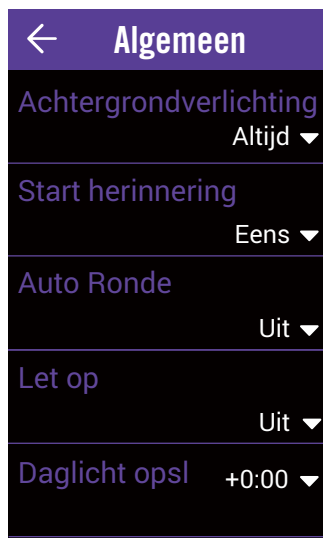 Algemeen
Achtergrondverlichting
Altijd
Start herinnering
Eens
Auto Ronde
Uit
Let op
Uit
Daglicht opsl +0:00